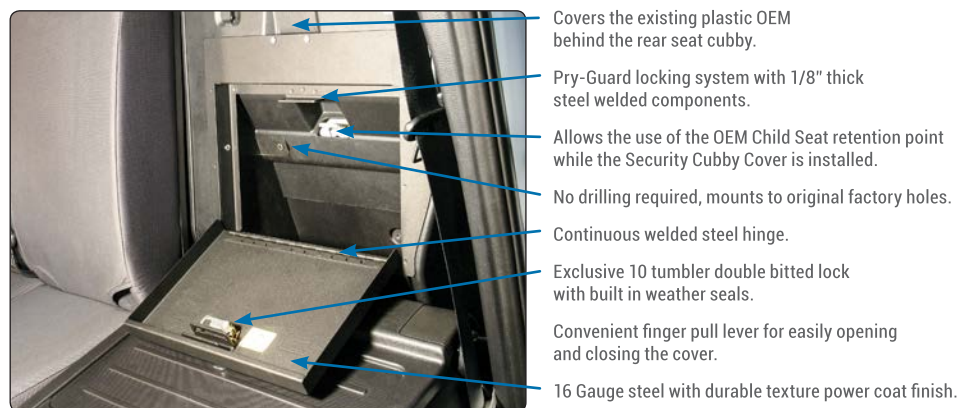 Covers the existing plastic OEM
behind the rear seat cubby.
Pry-Guard locking system with 1/8" thick
steel welded components.
Allows the use of the OEM Child Seat retention point
while the Security Cubby Cover is installed.
No drilling required, mounts to original factory holes.
Continuous welded steel hinge.
Exclusive 10 tumbler double bitted lock
with built in weather seals.
Convenient finger pull lever for easily opening
and closing the cover.
16 Gauge steel with durable texture power coat finish.